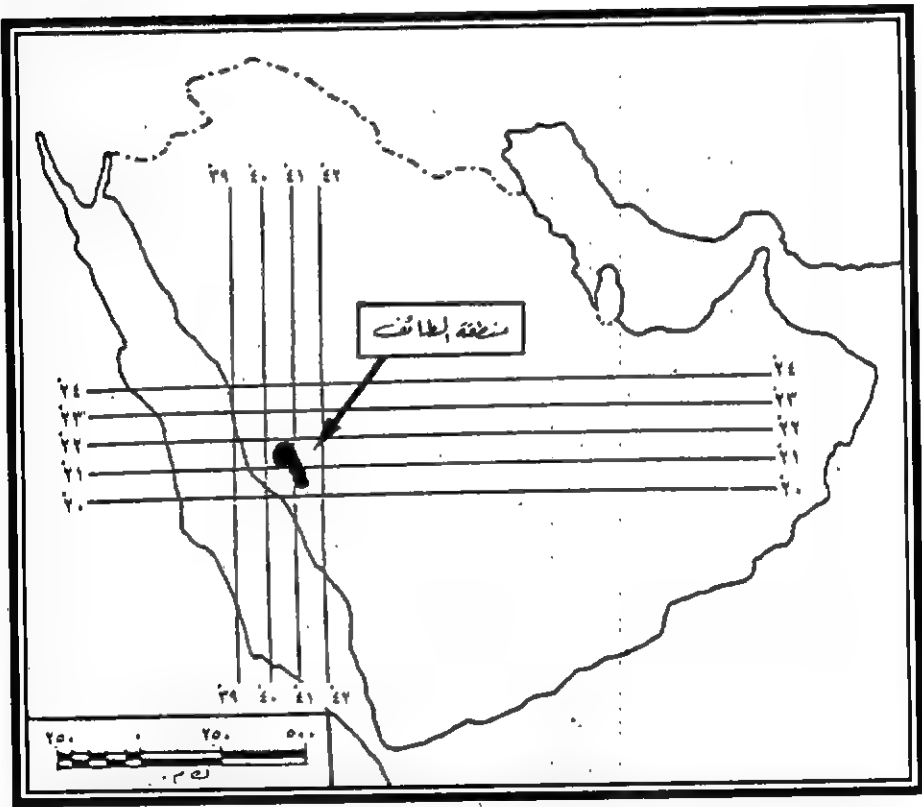 ٣٩ ٤٠ ٤١ ٤٢
منطقة الطائف
٢٤ ٢٤
٢٣ ٢٣
٢٢ ٢٢
٢١ ٢١
٢٠ ٢٠
٣٩ ٤٠ ٤١ ٤٢
٢٥٠ ٠ ٢٥٠ ٥٠٠
ك م.